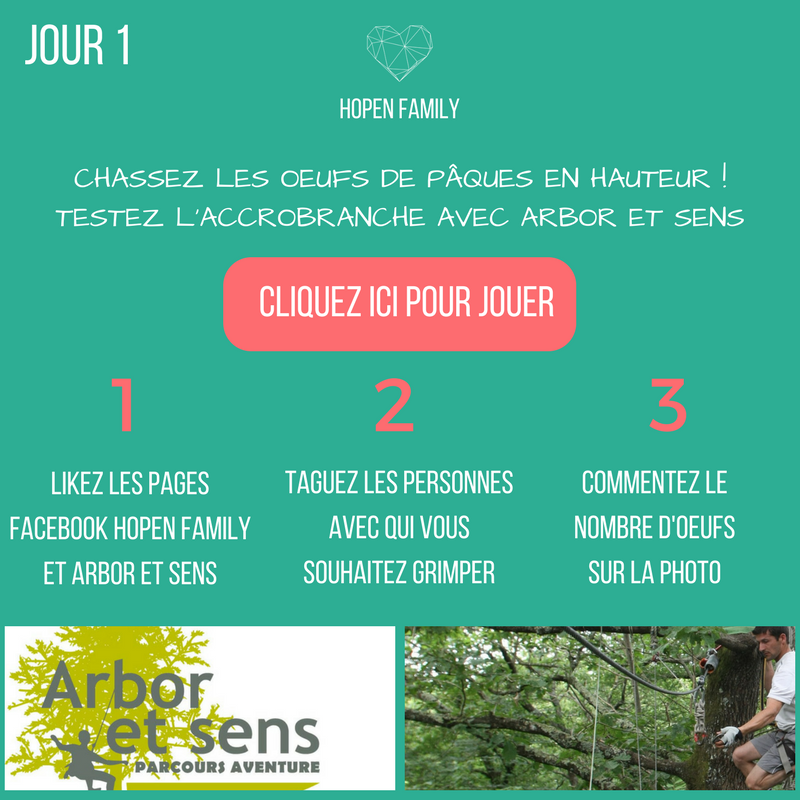 JOUR 1
HOPEN FAMILY
CHASSEZ LES OEUFS DE PÂQUES EN HAUTEUR !
TESTEZ L'ACCROBRANCHE AVEC ARBOR ET SENS
CLIQUEZ ICI POUR JOUER
1
LIKEZ LES PAGES
FACEBOOK HOPEN FAMILY
ET ARBOR ET SENS
2
TAGUEZ LES PERSONNES
AVEC QUI VOUS
SOUHAITEZ GRIMPER
3
COMMENTEZ LE
NOMBRE D'OEUFS
SUR LA PHOTO
Arbor
et sens
PARCOURS AVENTURE